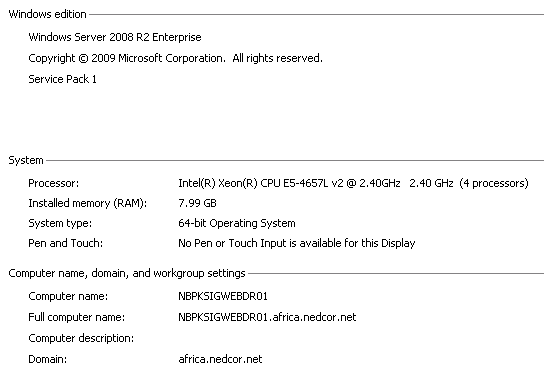 Windows edition
Windows Server 2008 R2 Enterprise
Copyright © 2009 Microsoft Corporation. All rights reserved.
Service Pack 1
System
Processor: Intel(R) Xeon(R) CPU E5-4657L v2 @ 2.40GHz 2.40 GHz (4 processors)
Installed memory (RAM): 7.99 GB
System type: 64-bit Operating System
Pen and Touch: No Pen or Touch Input is available for this Display
Computer name, domain, and workgroup settings
Computer name: NBPKSIGWEBDR01
Full computer name: NBPKSIGWEBDR01.africa.nedcor.net
Computer description:
Domain: africa.nedcor.net